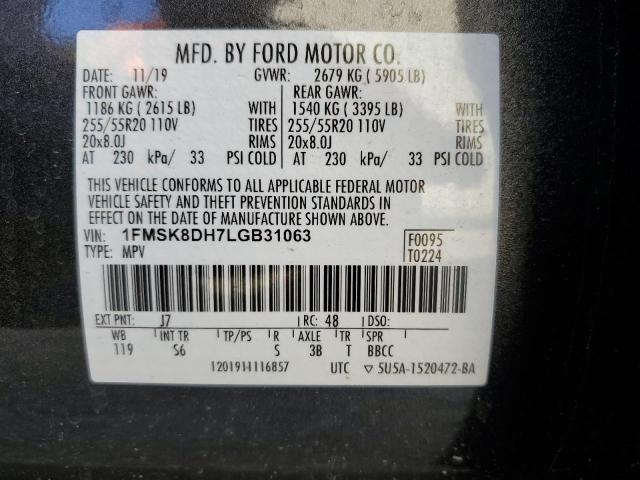 MFD. BY FORD MOTOR CO.
DATE: 11/19 GVWR: 2679 KG ( 5905 LB)
FRONT GAWR: REAR GAWR:
1186 KG ( 2615 LB) WITH 1540 KG ( 3395 LB) WITH
255/55R20 110V TIRES 255/55R20 110V TIRES
20x8.0J RIMS 20x8.0J RIMS
AT 230 kPa/ 33 PSI COLD AT 230 kPa/ 33 PSI COLD
THIS VEHICLE CONFORMS TO ALL APPLICABLE FEDERAL MOTOR
VEHICLE SAFETY AND THEFT PREVENTION STANDARDS IN
EFFECT ON THE DATE OF MANUFACTURE SHOWN ABOVE.
VIN: 1FMSK8DH7LGB31063 F0095
TYPE: MPV T0224
EXT PNT: J7 RC: 48 DSO:
WB INT TR TP/PS R AXLE TR SPR
119 S6 S 3B T BBCC
1201914116857 UTC ▽ 5U5A-1520472-BA